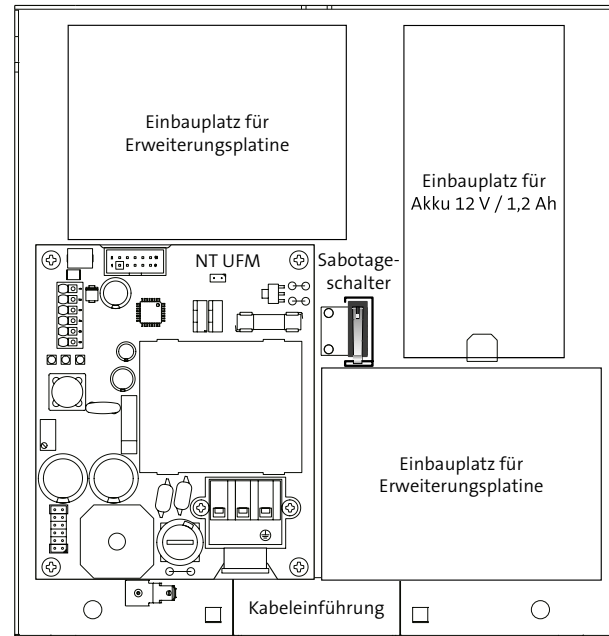 Einbauplatz für
Erweiterungsplatine
Einbauplatz für
Akku 12 V / 1,2 Ah
NT UFM
Sabotage-
schalter
Einbauplatz für
Erweiterungsplatine
Kabeleinführung